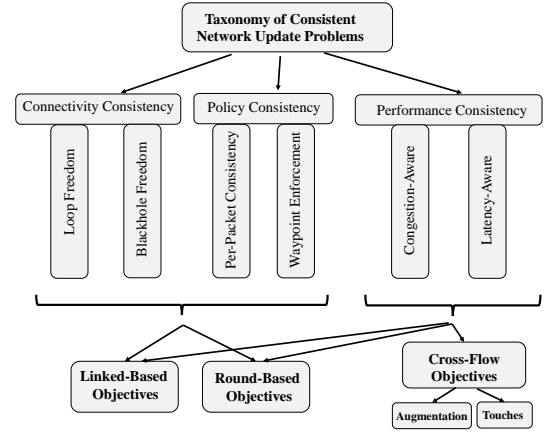 Taxonomy of Consistent
Network Update Problems
Connectivity Consistency
Policy Consistency
Performance Consistency
Loop Freedom
Blackhole Freedom
Per-Packet Consistency
Waypoint Enforcement
Congestion-Aware
Latency-Aware
Linked-Based
Objectives
Round-Based
Objectives
Cross-Flow
Objectives
Augmentation
Touches